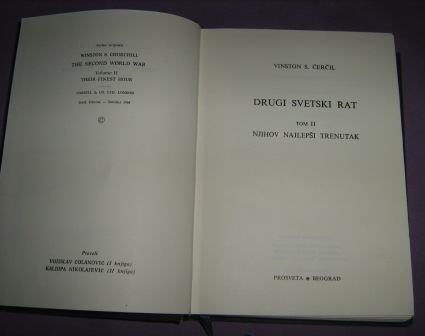 WINSTON S. CHURCHILL
THE SECOND WORLD WAR
Volume II
THEIR FINEST HOUR
CASSELL & CO. LTD. LONDON
©
Preveli
VOJISLAV ĆOLANOVIĆ (I knjiga)
KALIOPA NIKOLAJEVIĆ (II knjiga)
VINSTON S. ČERČIL
DRUGI SVETSKI RAT
TOM II
NJIHOV NAJLEPŠI TRENUTAK
PROSVETA BEOGRAD